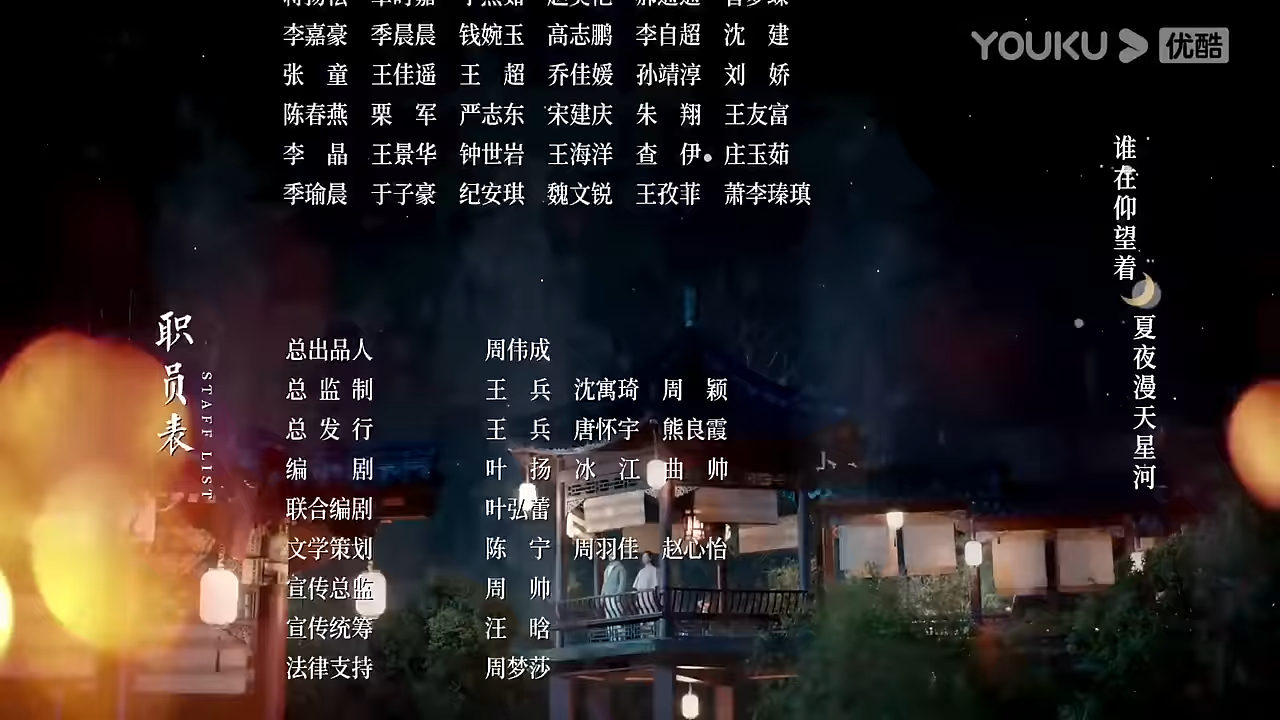 李嘉豪 季晨晨 钱婉玉 高志鹏 李自超 沈 建
张 童 王佳遥 王 超 乔佳媛 孙靖淳 刘 娇
陈春燕 栗 军 严志东 宋建庆 朱 翔 王友富
李 晶 王景华 钟世岩 王海洋 查 伊 庄玉茹
季瑜晨 于子豪 纪安琪 魏文锐 王孜菲 萧李瑧瑱
YOUKU 优酷
谁在仰望着
夏夜漫天星河
职员表
STAFF LIST
总出品人 周伟成
总监制 王 兵 沈寓琦 周 颖
总发行 王 兵 唐怀宇 熊良霞
编 剧 叶 扬 冰 江 曲 帅
联合编剧 叶弘蕾
文学策划 陈 宁 周羽佳 赵心怡
宣传总监 周 帅
宣传统筹 汪 晗
法律支持 周梦莎